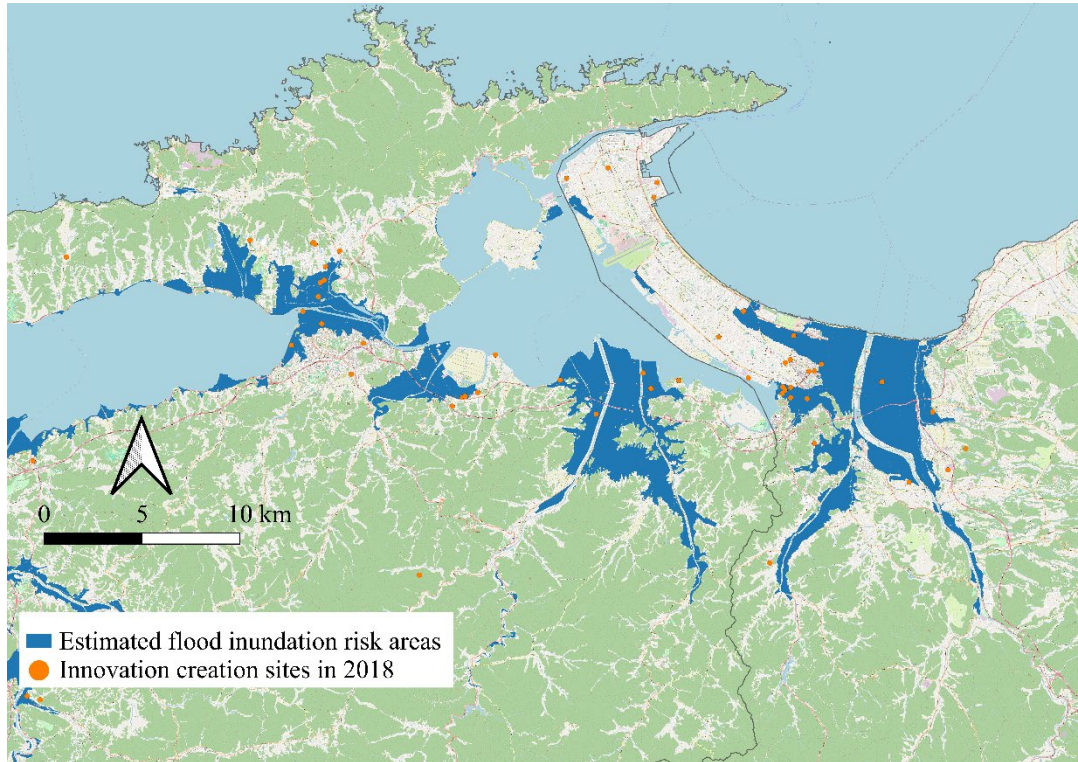 0 5 10 km
Estimated flood inundation risk areas
Innovation creation sites in 2018